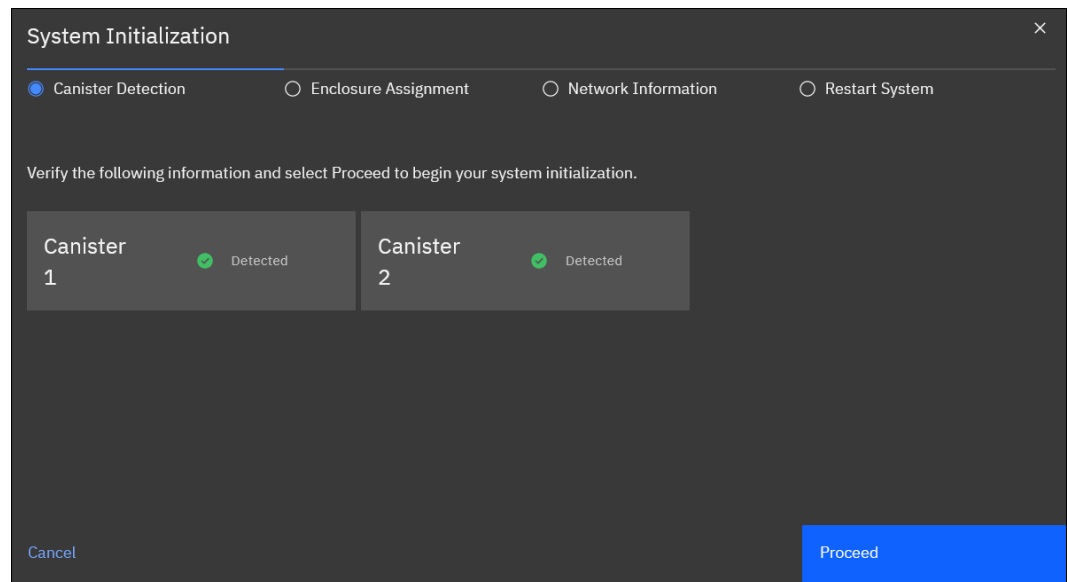 System Initialization
Canister Detection
Enclosure Assignment
Network Information
Restart System
Verify the following information and select Proceed to begin your system initialization.
Canister
1
Detected
Canister
2
Detected
Cancel
Proceed